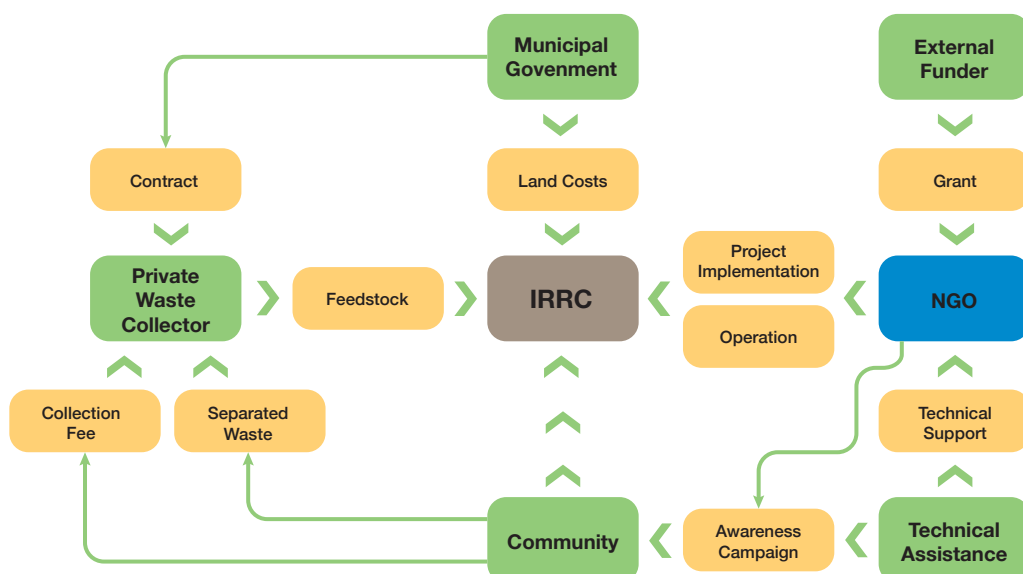 Municipal
Govenment
External
Funder
Contract
Land Costs
Grant
Private
Waste
Collector
Feedstock
IRRC
Project
Implementation
Operation
NGO
Collection
Fee
Separated
Waste
Technical
Support
Community
Awareness
Campaign
Technical
Assistance